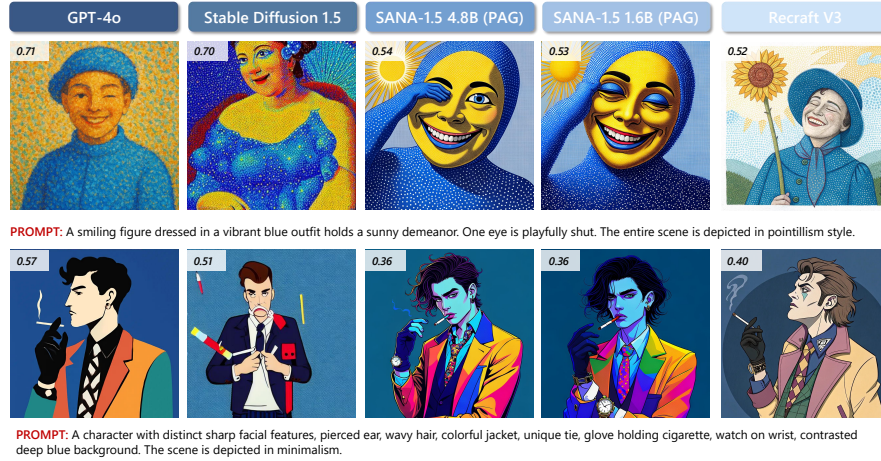 GPT-4o Stable Diffusion 1.5 SANA-1.5 4.8B (PAG) SANA-1.5 1.6B (PAG) Recraft V3
0.71 0.70 0.54 0.53 0.52
PROMPT: A smiling figure dressed in a vibrant blue outfit holds a sunny demeanor. One eye is playfully shut. The entire scene is depicted in pointillism style.
0.57 0.51 0.36 0.36 0.40
PROMPT: A character with distinct sharp facial features, pierced ear, wavy hair, colorful jacket, unique tie, glove holding cigarette, watch on wrist, contrasted
deep blue background. The scene is depicted in minimalism.